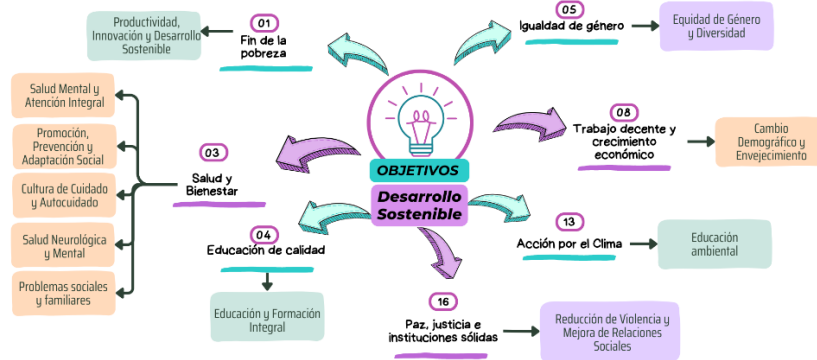 01
Fin de la
pobreza
Productividad,
Innovación y Desarrollo
Sostenible
05
Igualdad de género
Equidad de Género
y Diversidad
OBJETIVOS
Desarrollo
Sostenible
03
Salud y
Bienestar
Salud Mental y
Atención Integral
Promoción,
Prevención y
Adaptación Social
Cultura de Cuidado
y Autocuidado
Salud Neurológica
y Mental
Problemas sociales
y familiares
08
Trabajo decente y
crecimiento
económico
Cambio
Demográfico y
Envejecimiento
04
Educación de calidad
Educación y Formación
Integral
13
Acción por el Clima
Educación
ambiental
16
Paz, justicia e
instituciones sólidas
Reducción de Violencia y
Mejora de Relaciones
Sociales